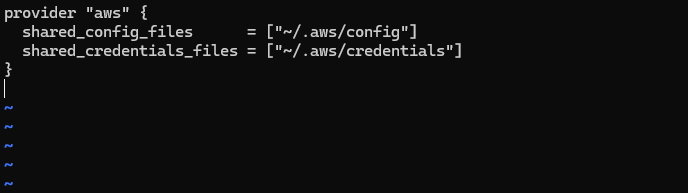 provider "aws" {
  shared_config_files      = ["~/.aws/config"]
  shared_credentials_files = ["~/.aws/credentials"]
}
~
~
~
~
~